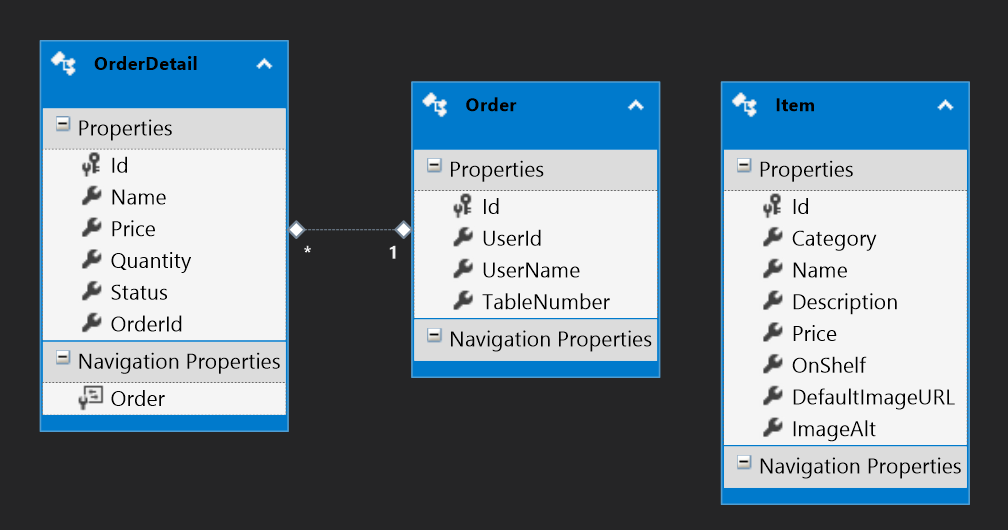 OrderDetail
Properties
Id
Name
Price
Quantity
Status
OrderId
Navigation Properties
Order
*
1
Order
Properties
Id
UserId
UserName
TableNumber
Navigation Properties
Item
Properties
Id
Category
Name
Description
Price
OnShelf
DefaultImageURL
ImageAlt
Navigation Properties